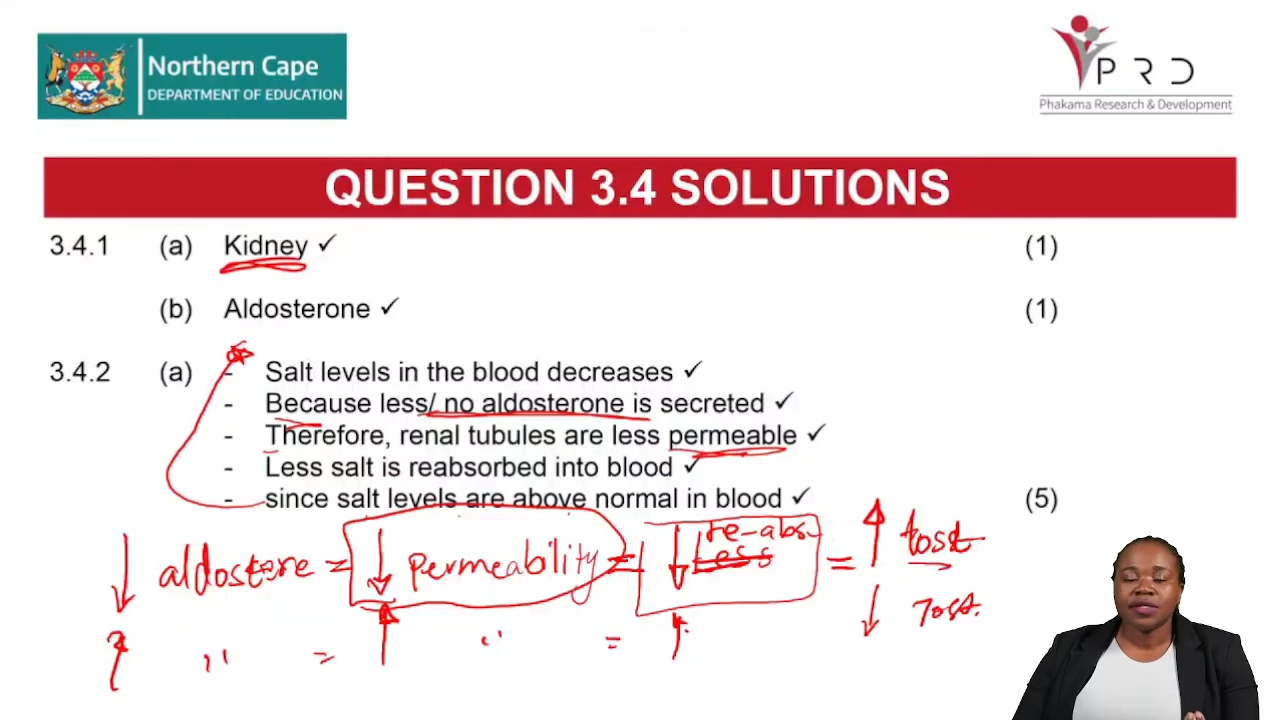 Northern Cape
DEPARTMENT OF EDUCATION
PRD
Phakama Research & Development
QUESTION 3.4 SOLUTIONS
3.4.1 (a) Kidney ✓ (1)
(b) Aldosterone ✓ (1)
3.4.2 (a) - Salt levels in the blood decreases ✓
- Because less/ no aldosterone is secreted ✓
- Therefore, renal tubules are less permeable ✓
- Less salt is reabsorbed into blood ✓
- since salt levels are above normal in blood ✓ (5)
↓ aldostere = ↓ permeability = ↓ re-abs. = ↑ lost
↑ " = ↑ " = ↑ ↓ lost.